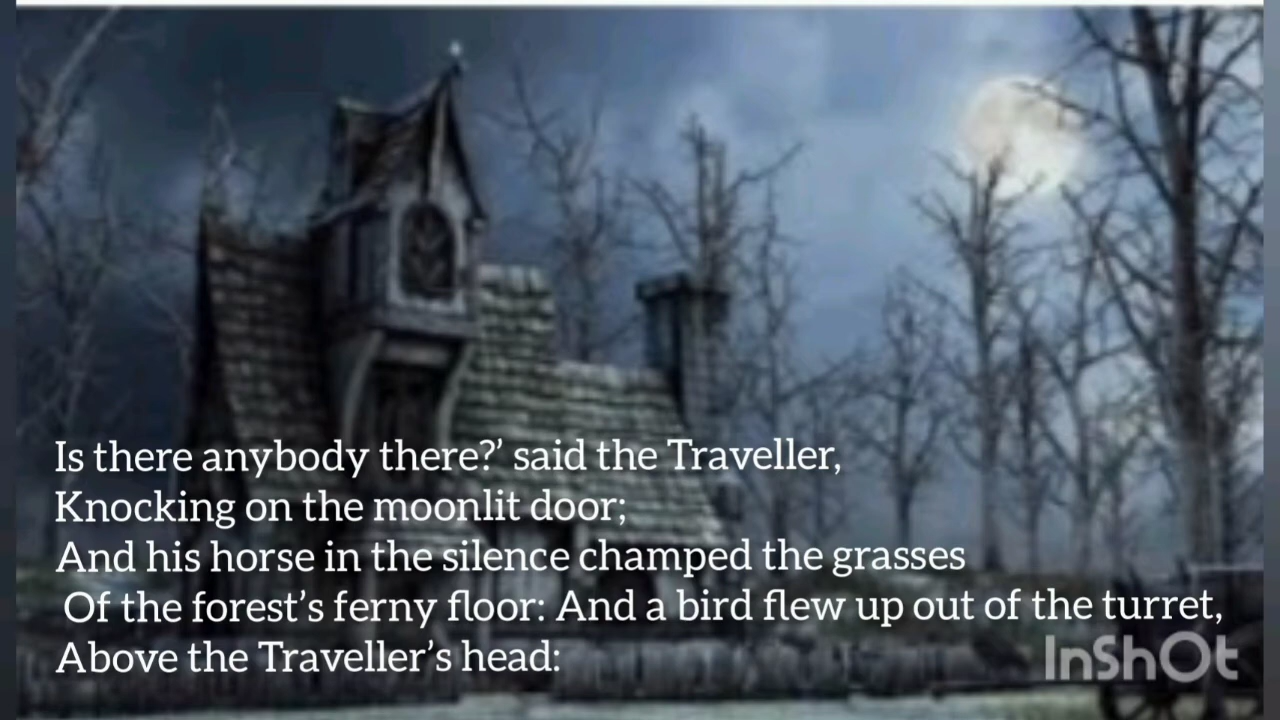 Is there anybody there?’ said the Traveller,
Knocking on the moonlit door;
And his horse in the silence champed the grasses
Of the forest’s ferny floor: And a bird flew up out of the turret,
Above the Traveller’s head:
InShOt